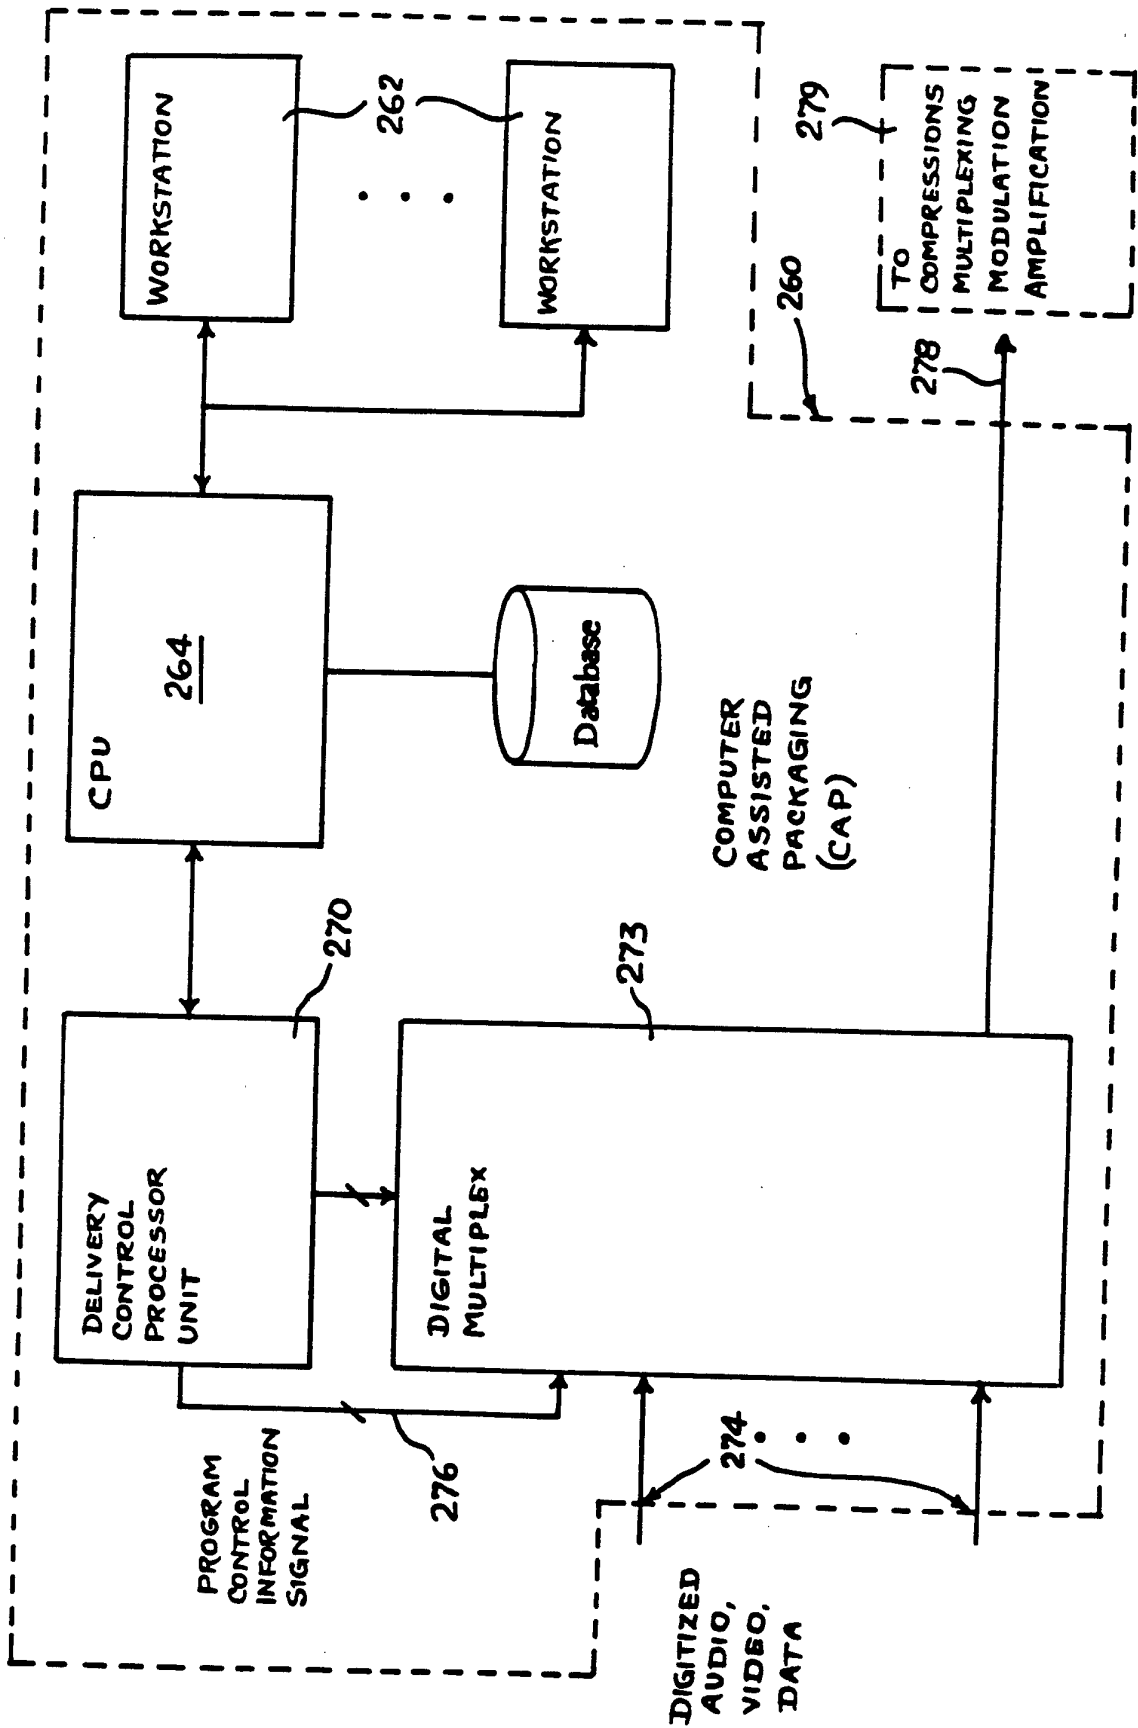 WORKSTATION
262
WORKSTATION
279
TO
COMPRESSIONS
MULTIPLEXING
MODULATION
AMPLIFICATION
260
278
CPU
264
Database
COMPUTER
ASSISTED
PACKAGING
(CAP)
DELIVERY
CONTROL
PROCESSOR
UNIT
270
DIGITAL
MULTIPLEX
273
PROGRAM
CONTROL
INFORMATION
SIGNAL
276
274
DIGITIZED
AUDIO,
VIDEO,
DATA